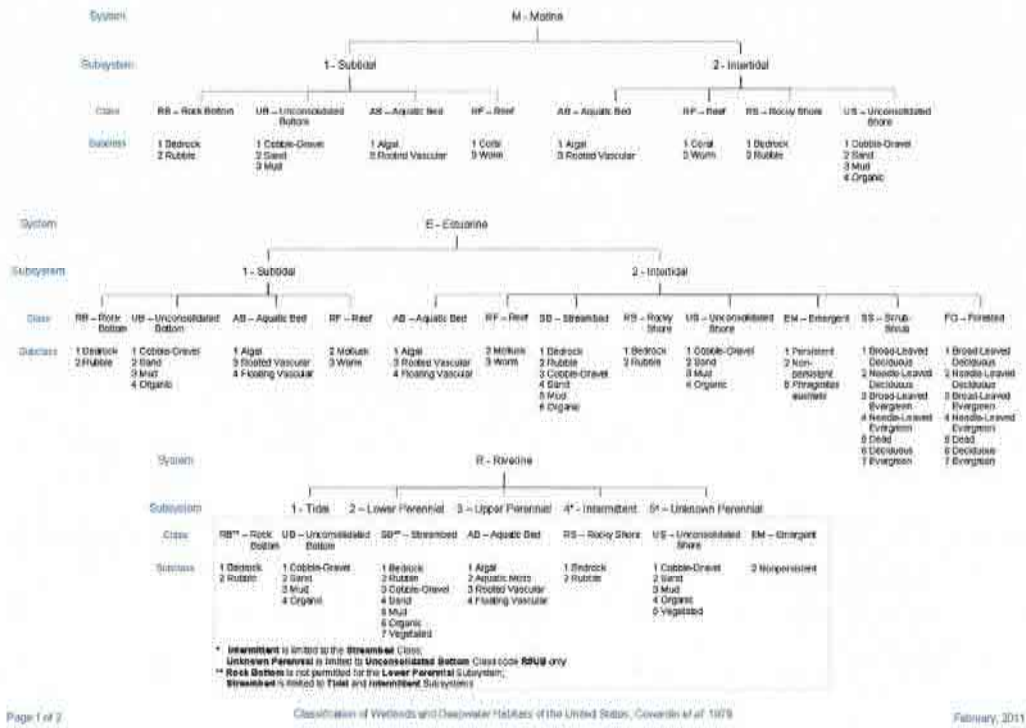 System M - Marine
Subsystem 1 - Subtidal 2 - Intertidal
Class RB – Rock Bottom UB – Unconsolidated Bottom AB – Aquatic Bed RF – Reef AB – Aquatic Bed RF – Reef RS – Rocky Shore US – Unconsolidated Shore
Subclass 1 Bedrock 1 Cobble-Gravel 1 Algal 1 Coral 1 Algal 1 Coral 1 Bedrock 1 Cobble-Gravel
2 Rubble 2 Sand 3 Rooted Vascular 3 Worm 3 Rooted Vascular 3 Worm 2 Rubble 2 Sand
3 Mud 3 Mud
4 Organic
System E - Estuarine
Subsystem 1 - Subtidal 2 - Intertidal
Class RB – Rock Bottom UB – Unconsolidated Bottom AB – Aquatic Bed RF – Reef AB – Aquatic Bed RF – Reef SB – Streambed RS – Rocky Shore US – Unconsolidated Shore EM – Emergent SS – Scrub-Shrub FO – Forested
Subclass 1 Bedrock 1 Cobble-Gravel 1 Algal 2 Mollusk 1 Algal 2 Mollusk 1 Bedrock 1 Bedrock 1 Cobble-Gravel 1 Persistent 1 Broad-Leaved 1 Broad-Leaved
2 Rubble 2 Sand 3 Rooted Vascular 3 Worm 3 Rooted Vascular 3 Worm 2 Rubble 2 Rubble 2 Sand 2 Non- Deciduous Deciduous
3 Mud 4 Floating Vascular 4 Floating Vascular 3 Cobble-Gravel 3 Mud persistent 2 Needle-Leaved 2 Needle-Leaved
4 Organic 4 Sand 4 Organic 5 Phragmites Deciduous Deciduous
5 Mud australis 3 Broad-Leaved 3 Broad-Leaved
6 Organic Evergreen Evergreen
4 Needle-Leaved 4 Needle-Leaved
Evergreen Evergreen
5 Dead 5 Dead
6 Deciduous 6 Deciduous
7 Evergreen 7 Evergreen
System R - Riverine
Subsystem 1 - Tidal 2 – Lower Perennial 3 – Upper Perennial 4* - Intermittent 5* – Unknown Perennial
Class RB** – Rock Bottom UB – Unconsolidated Bottom SB** – Streambed AB – Aquatic Bed RS – Rocky Shore US – Unconsolidated Shore EM – Emergent
Subclass 1 Bedrock 1 Cobble-Gravel 1 Bedrock 1 Algal 1 Bedrock 1 Cobble-Gravel 2 Nonpersistent
2 Rubble 2 Sand 2 Rubble 2 Aquatic Moss 2 Rubble 2 Sand
3 Mud 3 Cobble-Gravel 3 Rooted Vascular 3 Mud
4 Organic 4 Sand 4 Floating Vascular 4 Organic
5 Mud 5 Vegetated
6 Organic
7 Vegetated
* Intermittent is limited to the Streambed Class;
Unknown Perennial is limited to Unconsolidated Bottom Class code R5UB only
** Rock Bottom is not permitted for the Lower Perennial Subsystem;
Streambed is limited to Tidal and Intermittent Subsystems
Page 1 of 2 Classification of Wetlands and Deepwater Habitats of the United States, Cowardin et al. 1979 February, 2011